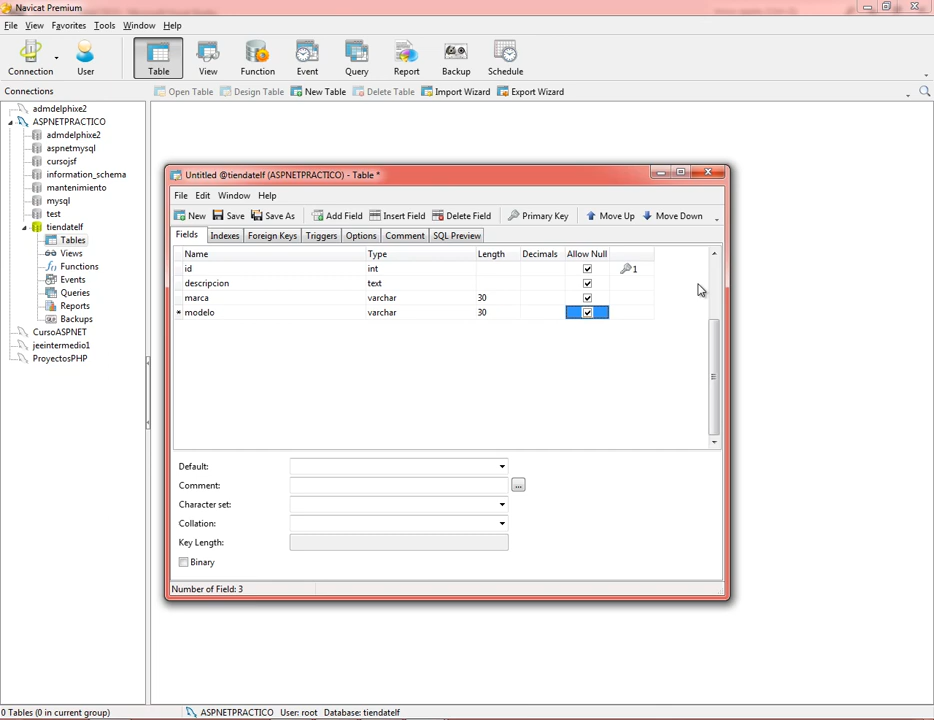 Navicat Premium
File View Favorites Tools Window Help
Connection User Table View Function Event Query Report Backup Schedule
Connections
Open Table Design Table New Table Delete Table Import Wizard Export Wizard
admdelphixe2
ASPNETPRACTICO
admdelphixe2
aspnetmysql
cursojsf
information_schema
mantenimiento
mysql
test
tiendatelf
Tables
Views
Functions
Events
Queries
Reports
Backups
CursoASPNET
jeeintermedio1
ProyectosPHP
Untitled @tiendatelf (ASPNETPRACTICO) - Table *
File Edit Window Help
New Save Save As Add Field Insert Field Delete Field Primary Key Move Up Move Down
Fields Indexes Foreign Keys Triggers Options Comment SQL Preview
Name Type Length Decimals Allow Null
id int 1
descripcion text
marca varchar 30
* modelo varchar 30
Default:
Comment: ...
Character set:
Collation:
Key Length:
Binary
Number of Field: 3
0 Tables (0 in current group) ASPNETPRACTICO User: root Database: tiendatelf